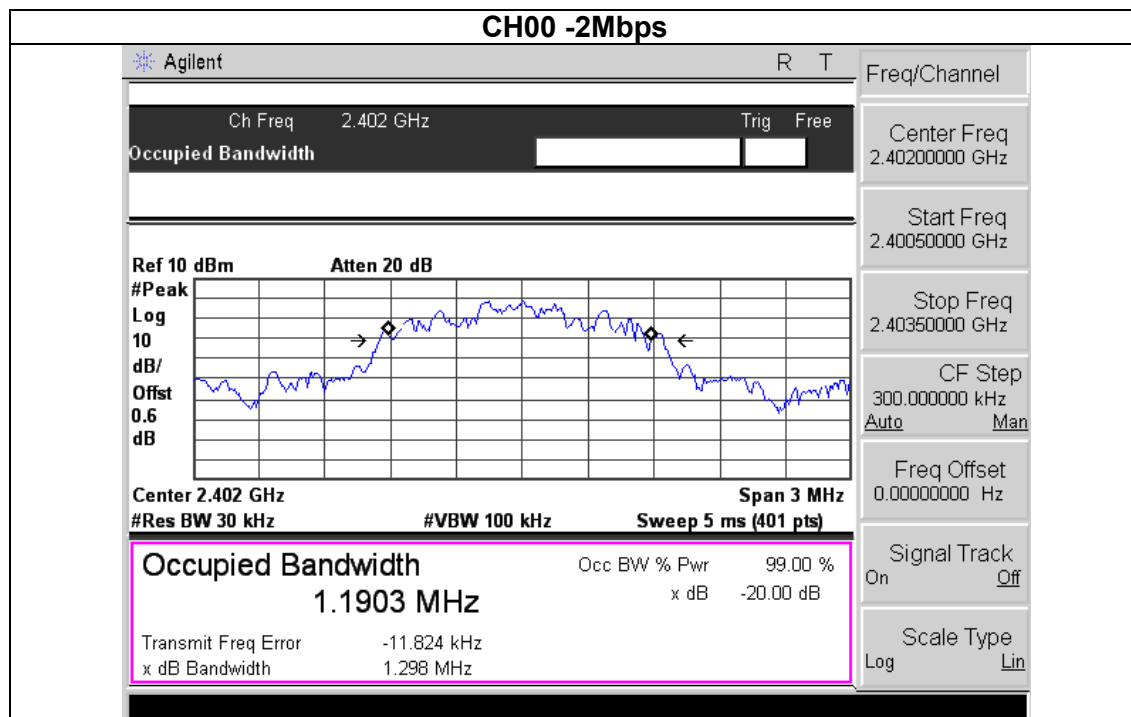 CH00 -2Mbps
Agilent R T
Ch Freq 2.402 GHz Trig Free
Occupied Bandwidth
Ref 10 dBm Atten 20 dB
#Peak
Log
10
dB/
Offst
0.6
dB
Center 2.402 GHz Span 3 MHz
#Res BW 30 kHz #VBW 100 kHz Sweep 5 ms (401 pts)
Occupied Bandwidth
1.1903 MHz
Occ BW % Pwr 99.00 %
x dB -20.00 dB
Transmit Freq Error -11.824 kHz
x dB Bandwidth 1.298 MHz
Freq/Channel
Center Freq
2.40200000 GHz
Start Freq
2.40050000 GHz
Stop Freq
2.40350000 GHz
CF Step
300.000000 kHz
Auto Man
Freq Offset
0.00000000 Hz
Signal Track
On Off
Scale Type
Log Lin